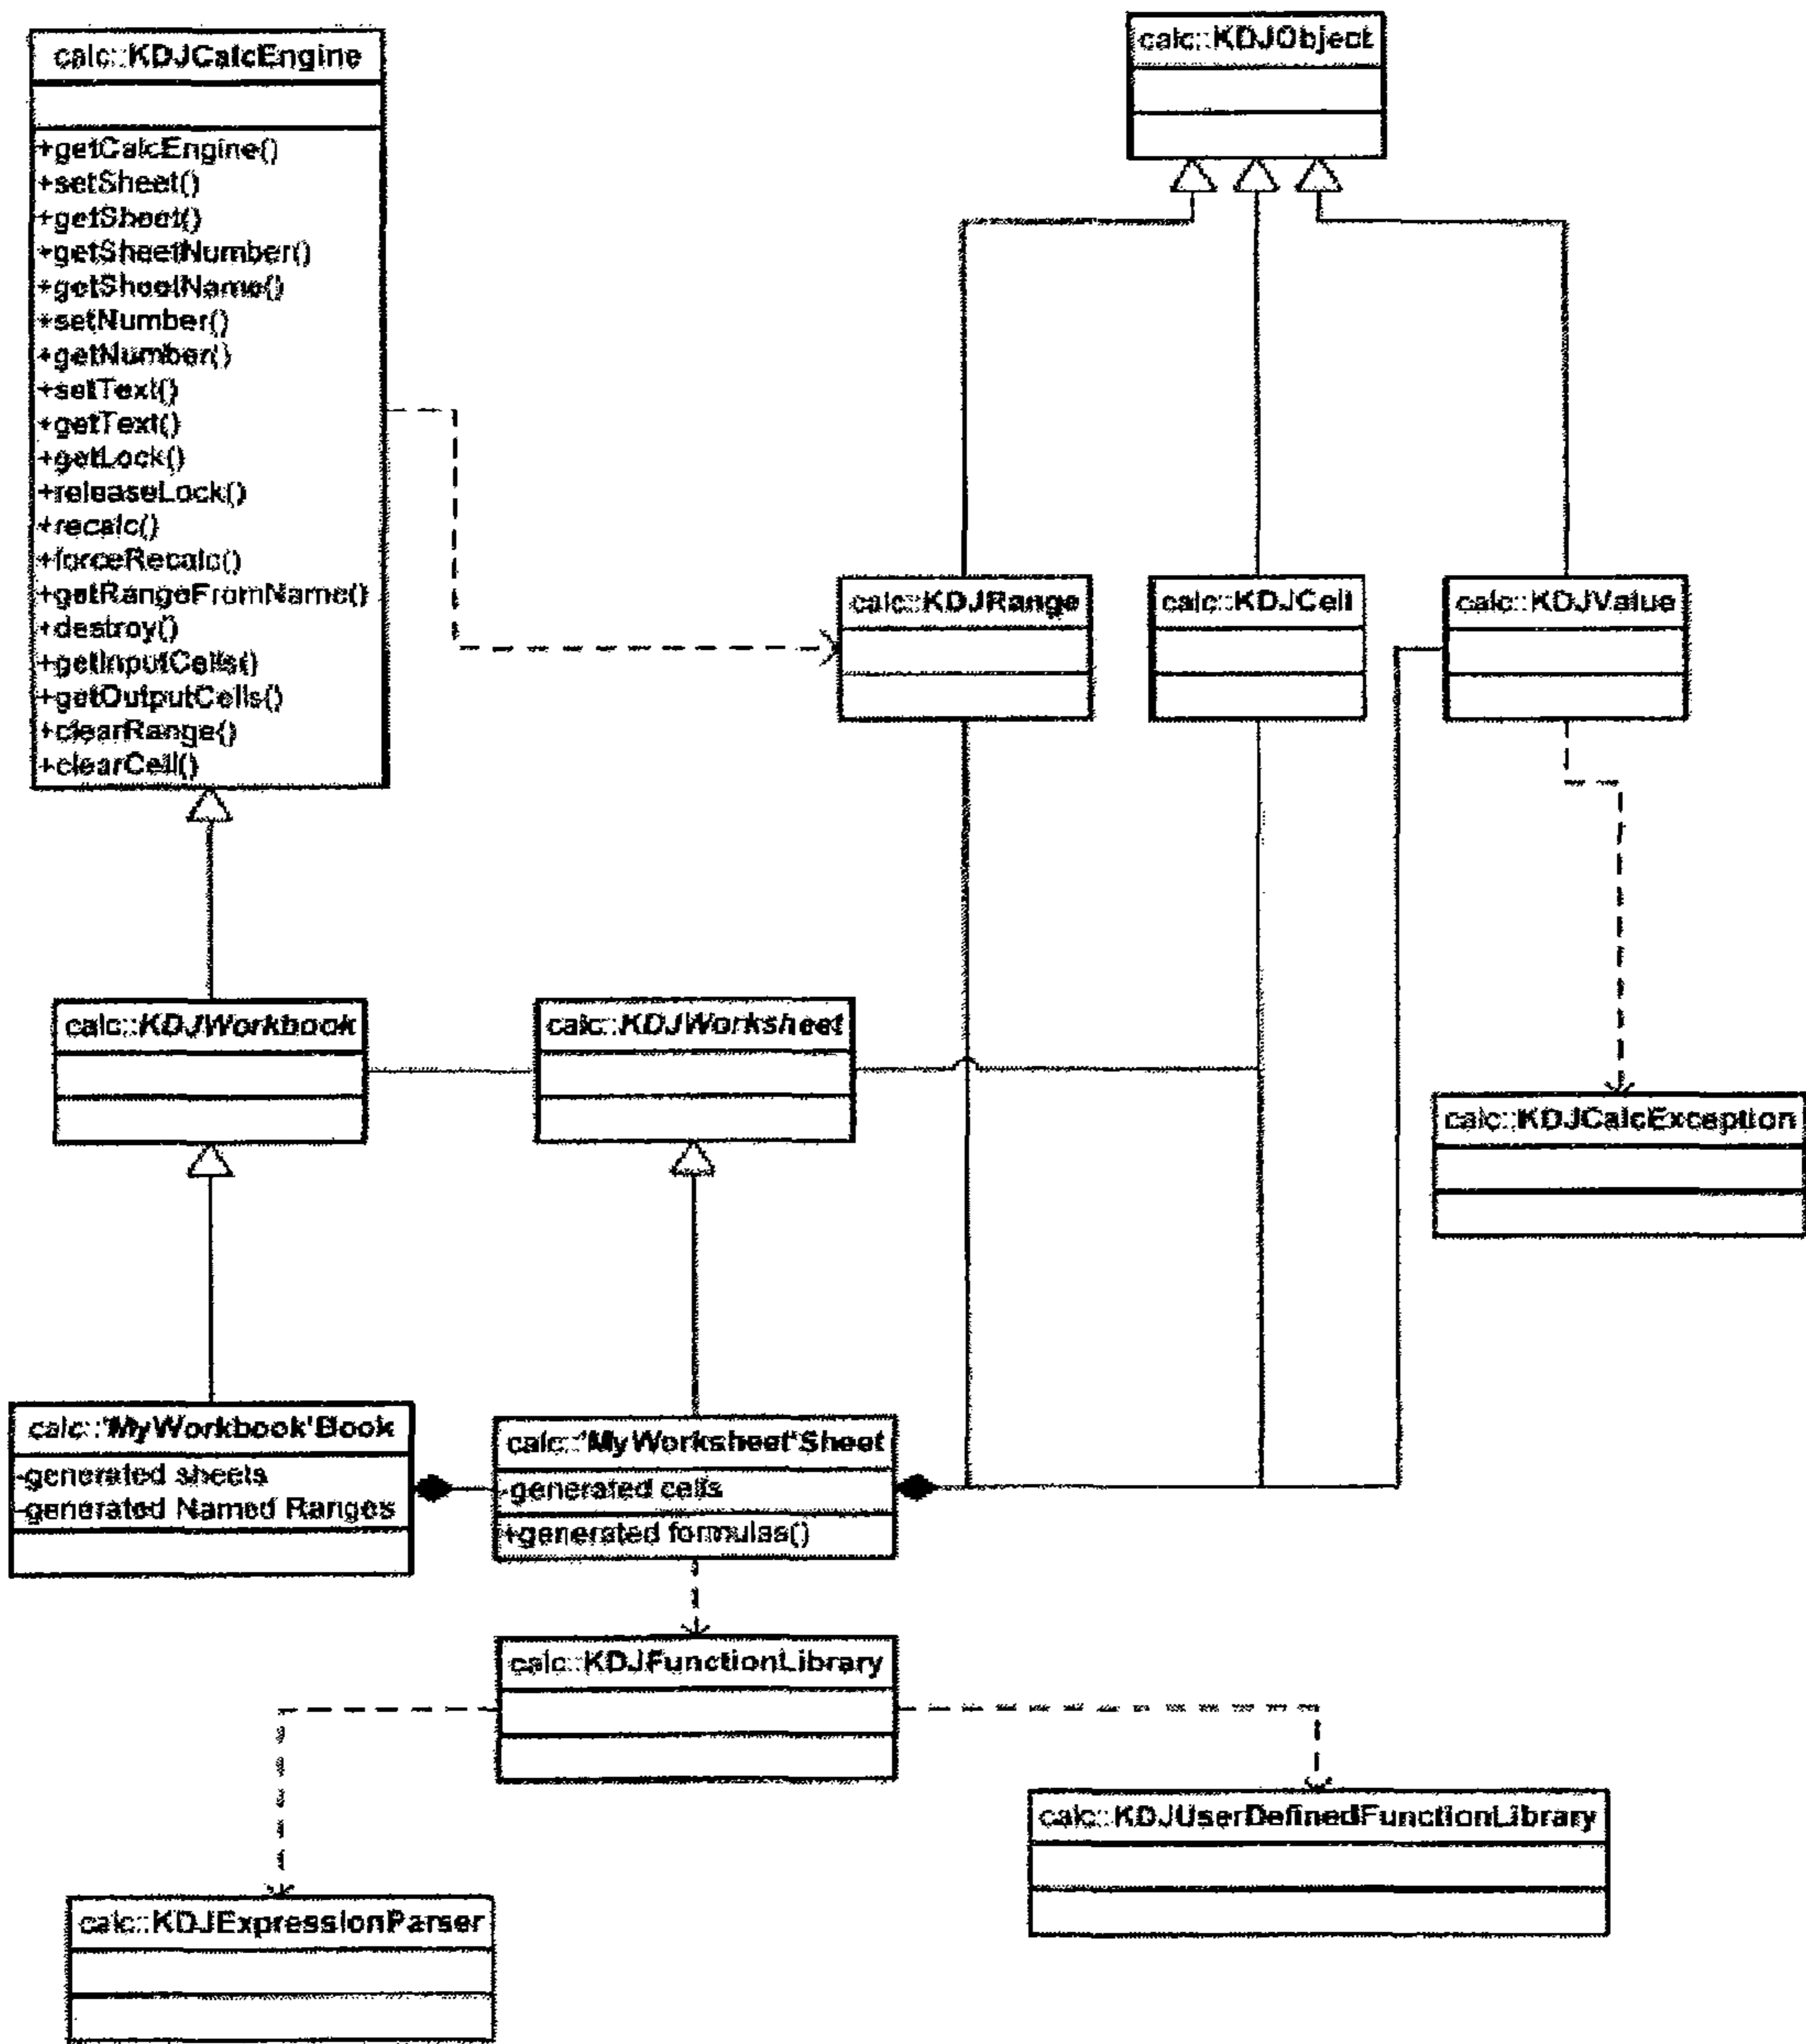 calc::KDJCalcEngine
+getCalcEngine()
+setSheet()
+getSheet()
+getSheetNumber()
+getSheetName()
+setNumber()
+getNumber()
+setText()
+getText()
+getLock()
+releaseLock()
+recalc()
+forceRecalc()
+getRangeFromName()
+destroy()
+getInputCells()
+getOutputCells()
+clearRange()
+clearCell()
calc::KDJObject
calc::KDJRange
calc::KDJCell
calc::KDJValue
calc::KDJWorkbook
calc::KDJWorksheet
calc::KDJCalcException
calc::'MyWorkbook'Book
-generated sheets
-generated Named Ranges
calc::'MyWorksheet'Sheet
-generated cells
+generated formulas()
calc::KDJFunctionLibrary
calc::KDJUserDefinedFunctionLibrary
calc::KDJExpressionParser